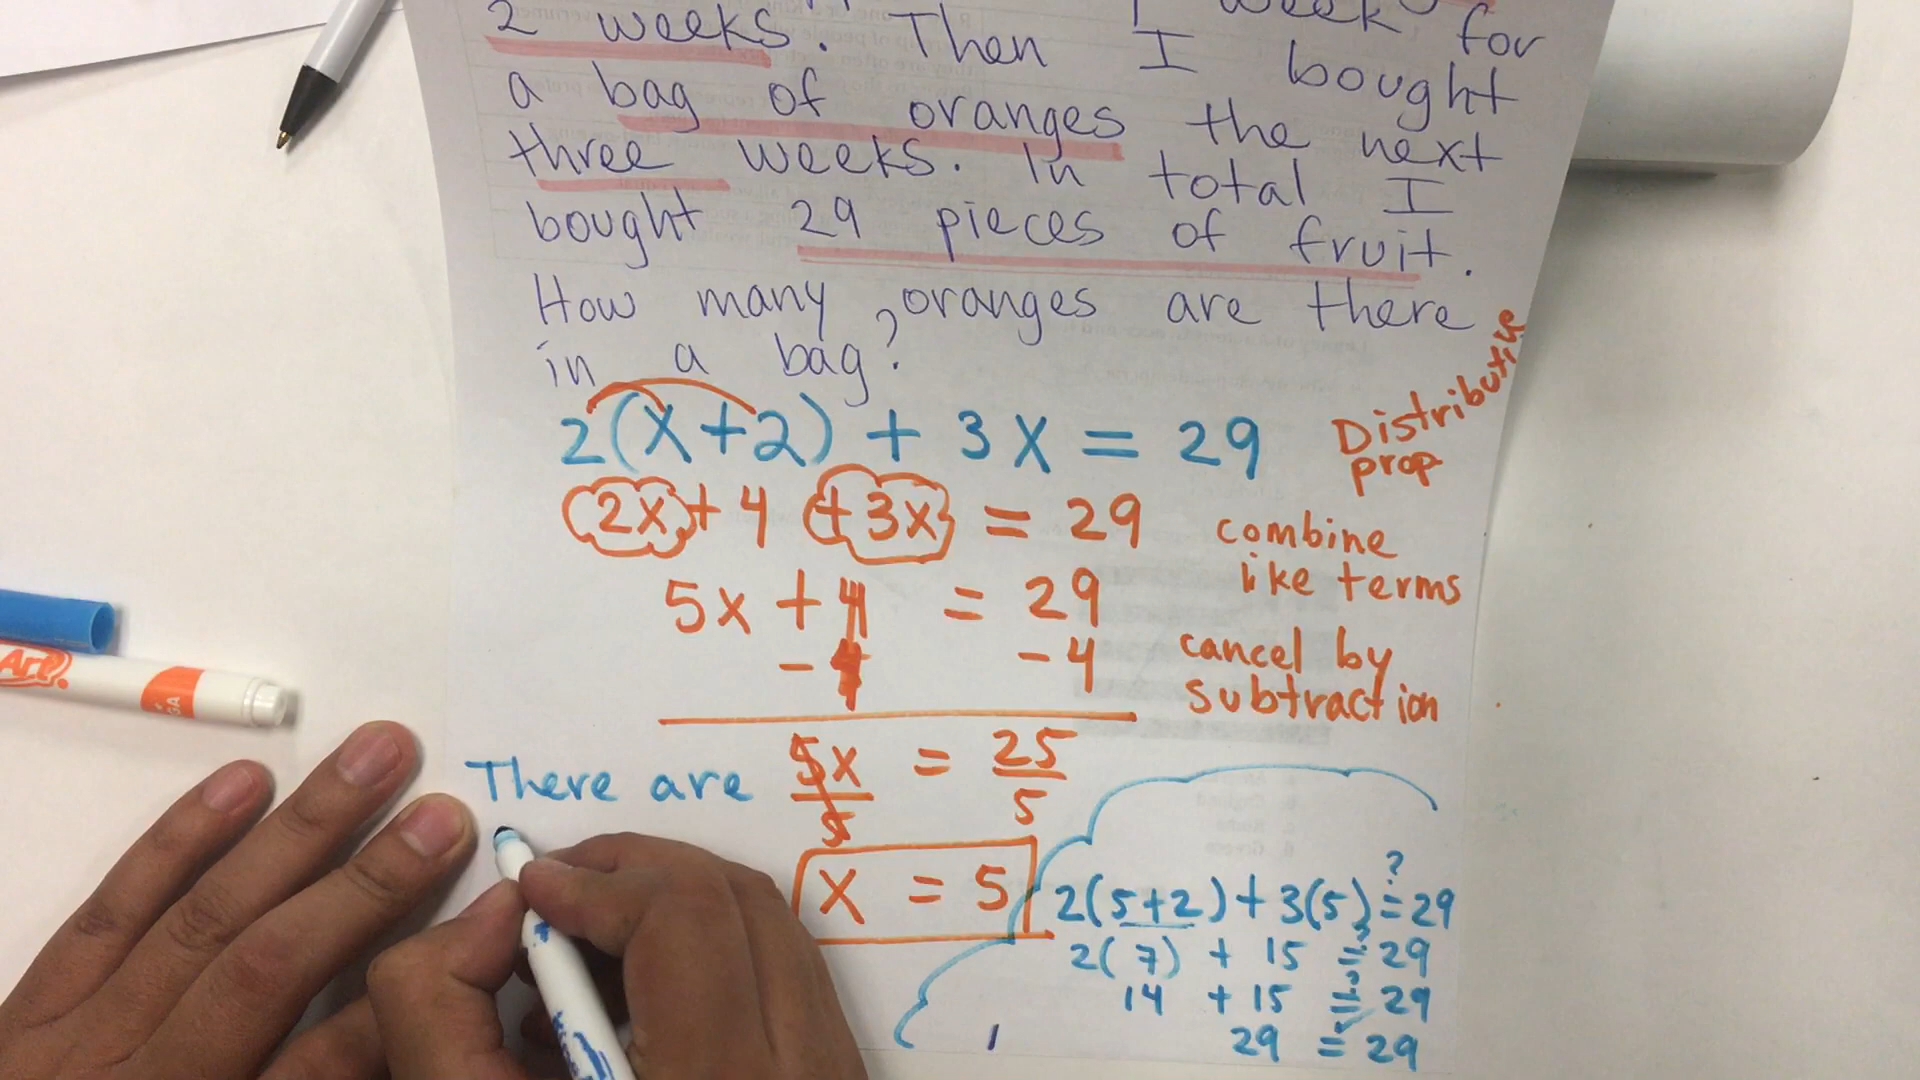 2 weeks. Then I week for
a bag of oranges I bought
three weeks. In the next
bought 29 pieces of fruit. total I
How many oranges are there
in a bag?
2(x+2) + 3x = 29
Distributive
prop
2x + 4 + 3x = 29
combine
like terms
5x + 4 = 29
- 4 - 4
cancel by
subtraction
There are
5x = 25
5 5
x = 5
2(5+2) + 3(5) ?= 29
2(7) + 15 ?= 29
14 + 15 ?= 29
29 = 29
Art!